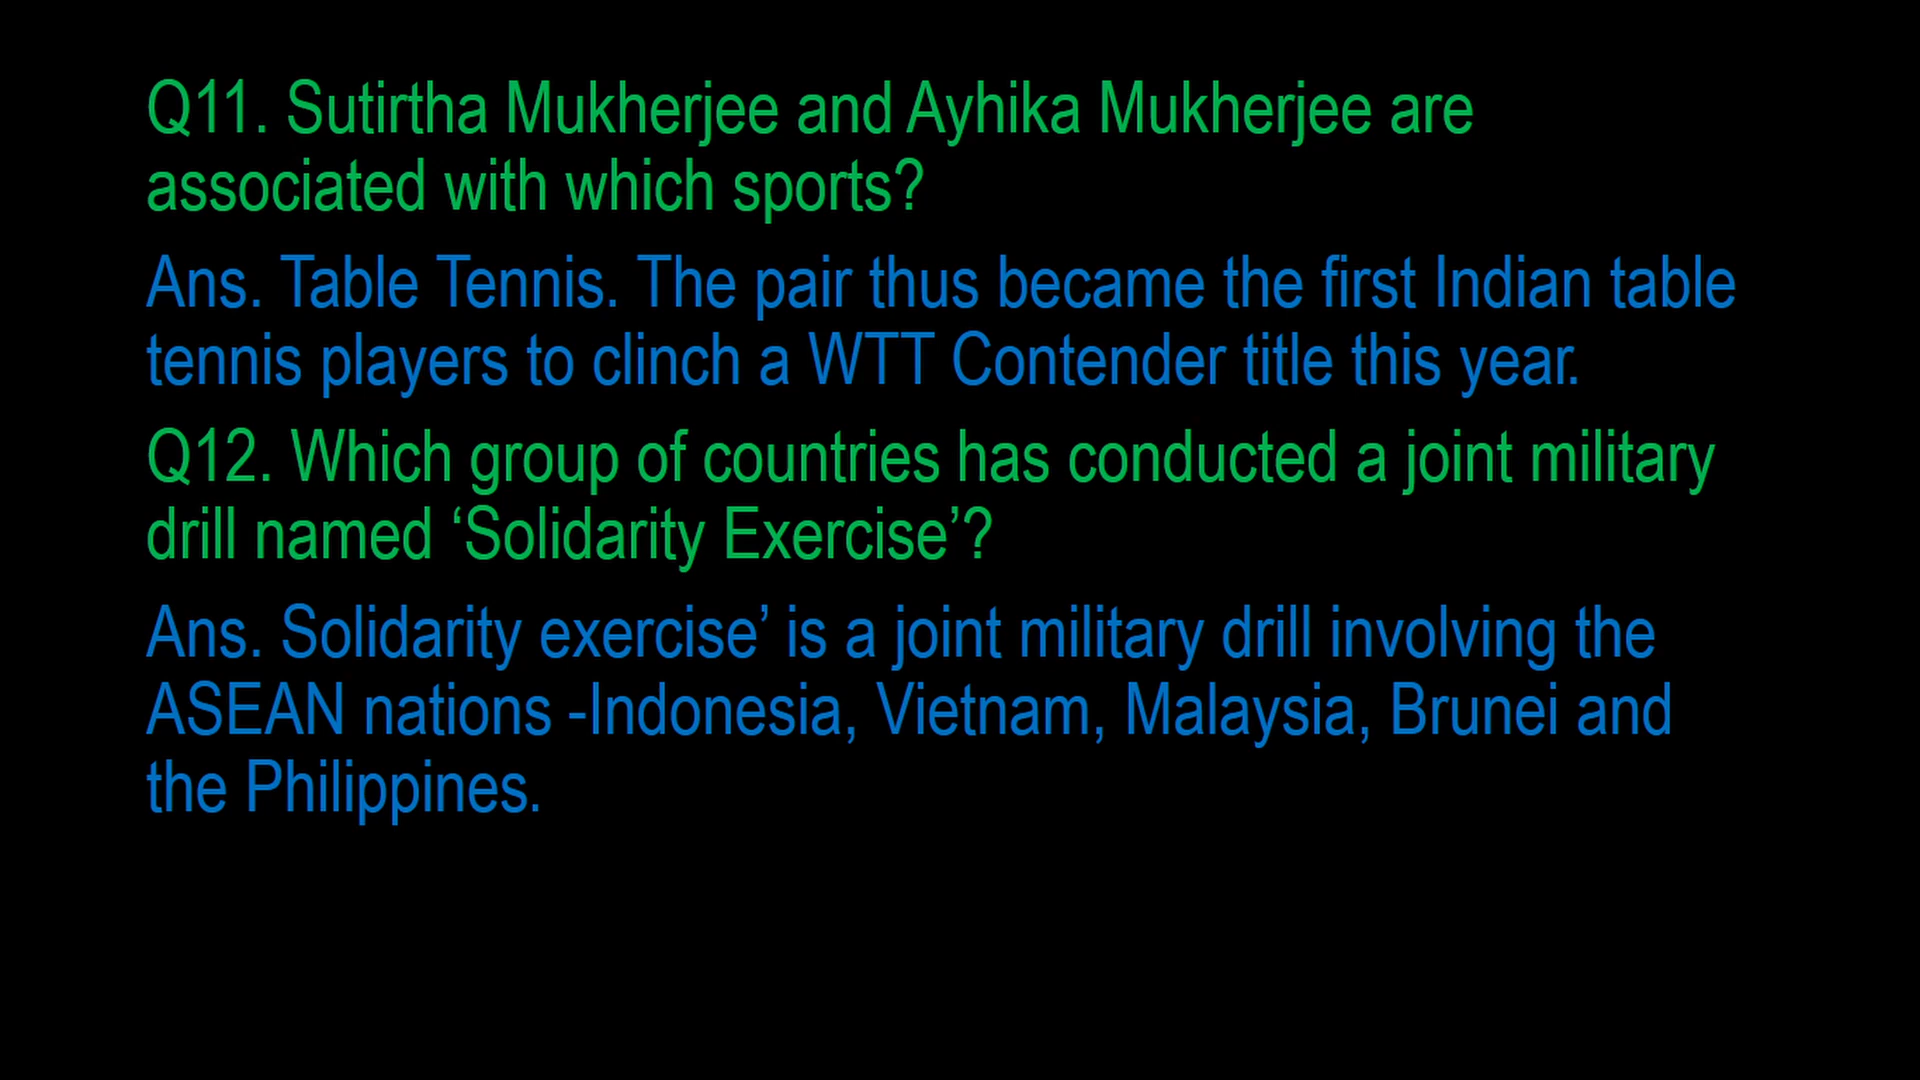 Q11. Sutirtha Mukherjee and Ayhika Mukherjee are
associated with which sports?
Ans. Table Tennis. The pair thus became the first Indian table
tennis players to clinch a WTT Contender title this year.
Q12. Which group of countries has conducted a joint military
drill named ‘Solidarity Exercise’?
Ans. Solidarity exercise’ is a joint military drill involving the
ASEAN nations -Indonesia, Vietnam, Malaysia, Brunei and
the Philippines.